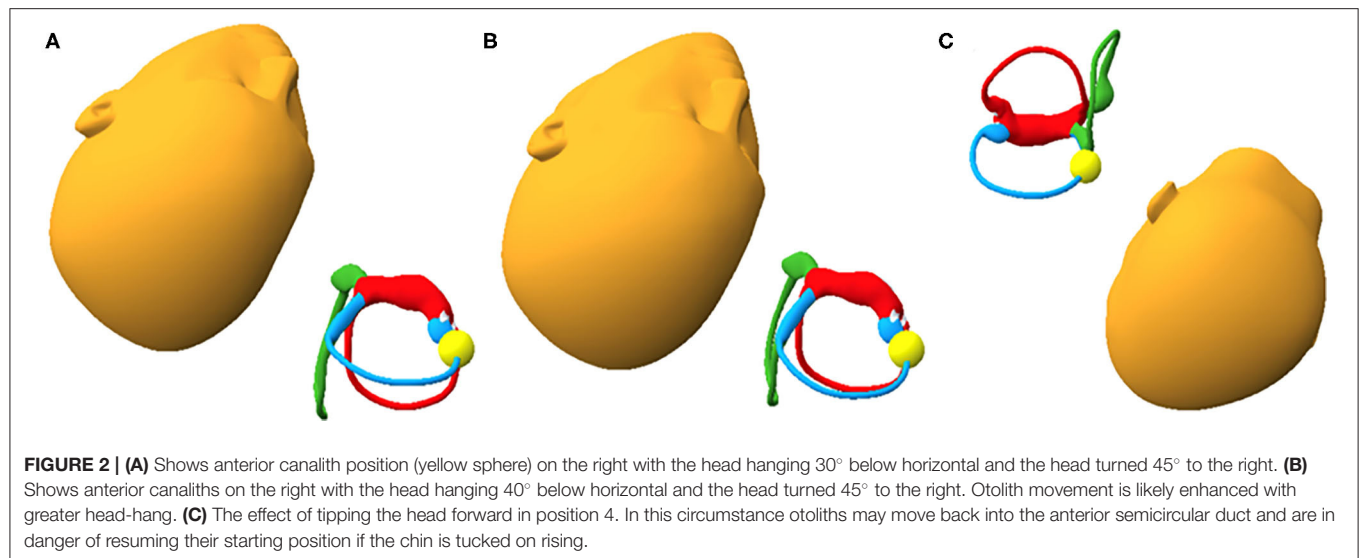 A
B
C
FIGURE 2 | (A) Shows anterior canalith position (yellow sphere) on the right with the head hanging 30° below horizontal and the head turned 45° to the right. (B)
Shows anterior canaliths on the right with the head hanging 40° below horizontal and the head turned 45° to the right. Otolith movement is likely enhanced with
greater head-hang. (C) The effect of tipping the head forward in position 4. In this circumstance otoliths may move back into the anterior semicircular duct and are in
danger of resuming their starting position if the chin is tucked on rising.